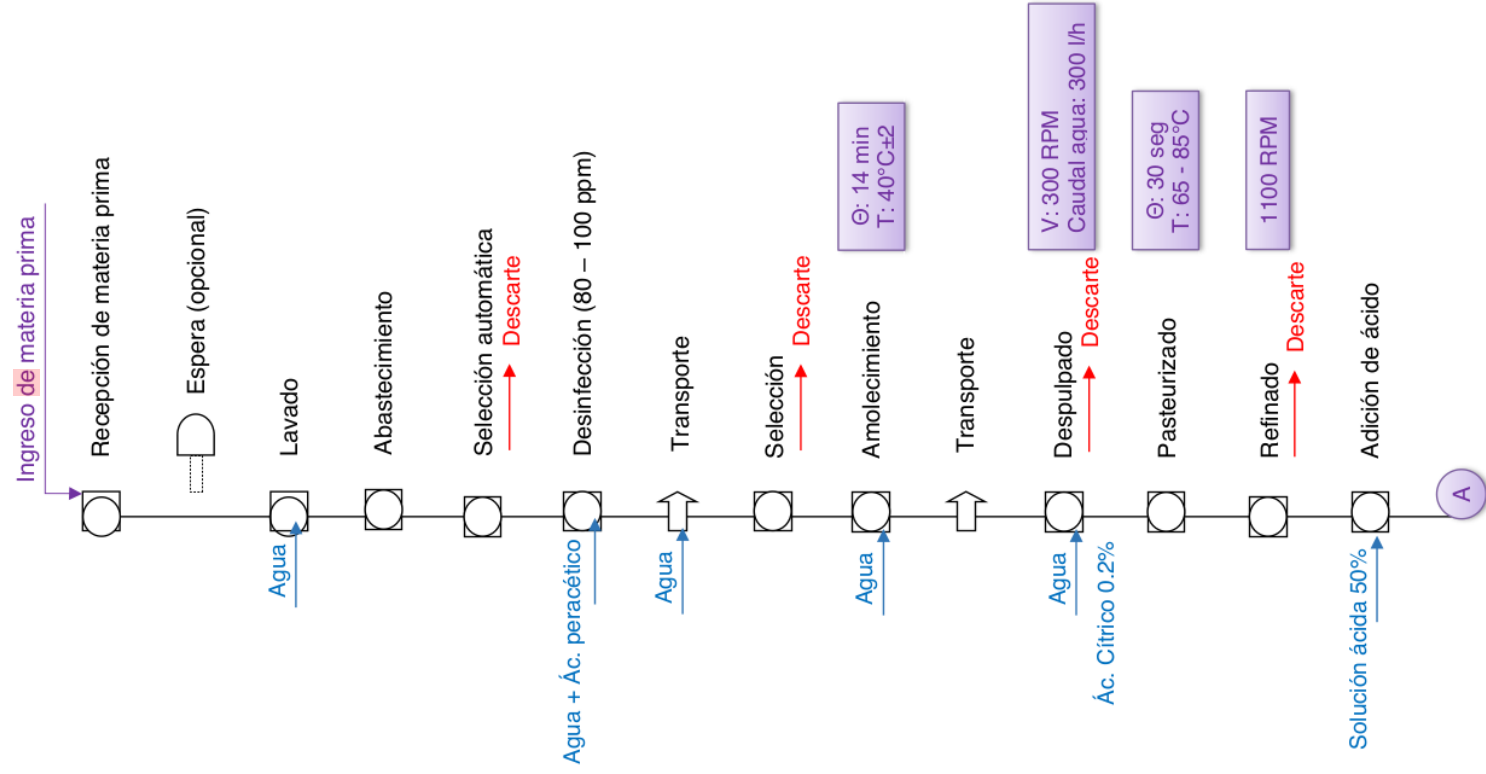 Ingreso de materia prima
Recepción de materia prima
Espera (opcional)
Agua
Lavado
Abastecimiento
Selección automática
Descarte
Agua + Ác. peracético
Desinfección (80 – 100 ppm)
Agua
Transporte
Selección
Descarte
Agua
Amolecimiento
Θ: 14 min
T: 40°C±2
Transporte
Agua
Ác. Cítrico 0.2%
Despulpado
Descarte
V: 300 RPM
Caudal agua: 300 l/h
Pasteurizado
Θ: 30 seg
T: 65 - 85°C
Refinado
Descarte
1100 RPM
Solución ácida 50%
Adición de ácido
A